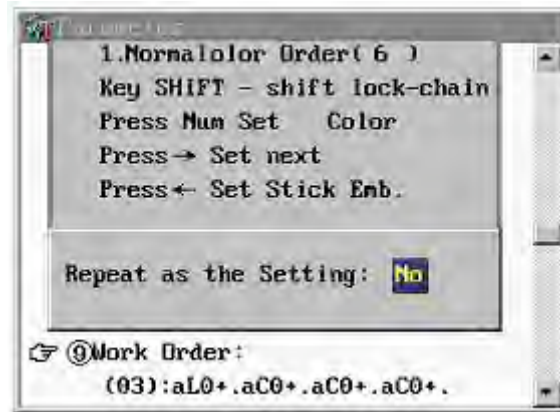 Parameter
1.Normalolor Order( 6 )
Key SHIFT - shift lock-chain
Press Num Set Color
Press→ Set next
Press← Set Stick Emb.
Repeat as the Setting: No
☞ ⑨Work Order:
(03):aL0+.aC0+.aC0+.aC0+.